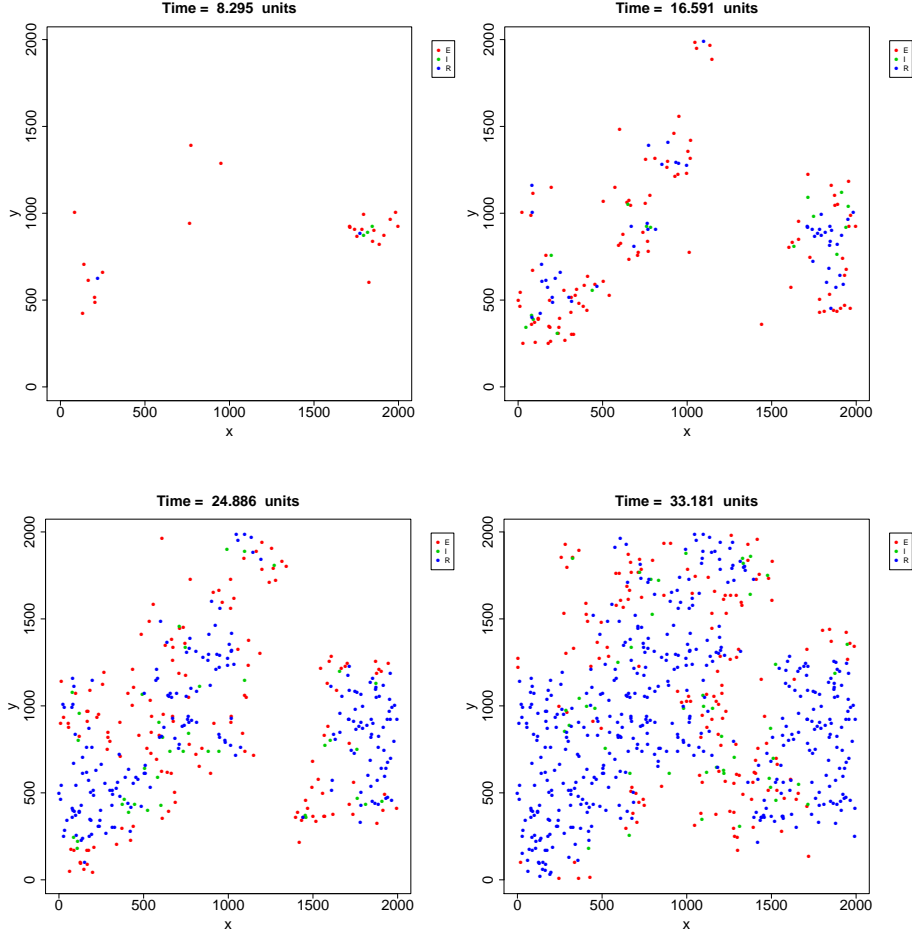 Time = 8.295 units
2000
1500
1000
500
0
y
0 500 1000 1500 2000
x
E
I
R
Time = 16.591 units
2000
1500
1000
500
0
y
0 500 1000 1500 2000
x
E
I
R
Time = 24.886 units
2000
1500
1000
500
0
y
0 500 1000 1500 2000
x
E
I
R
Time = 33.181 units
2000
1500
1000
500
0
y
0 500 1000 1500 2000
x
E
I
R